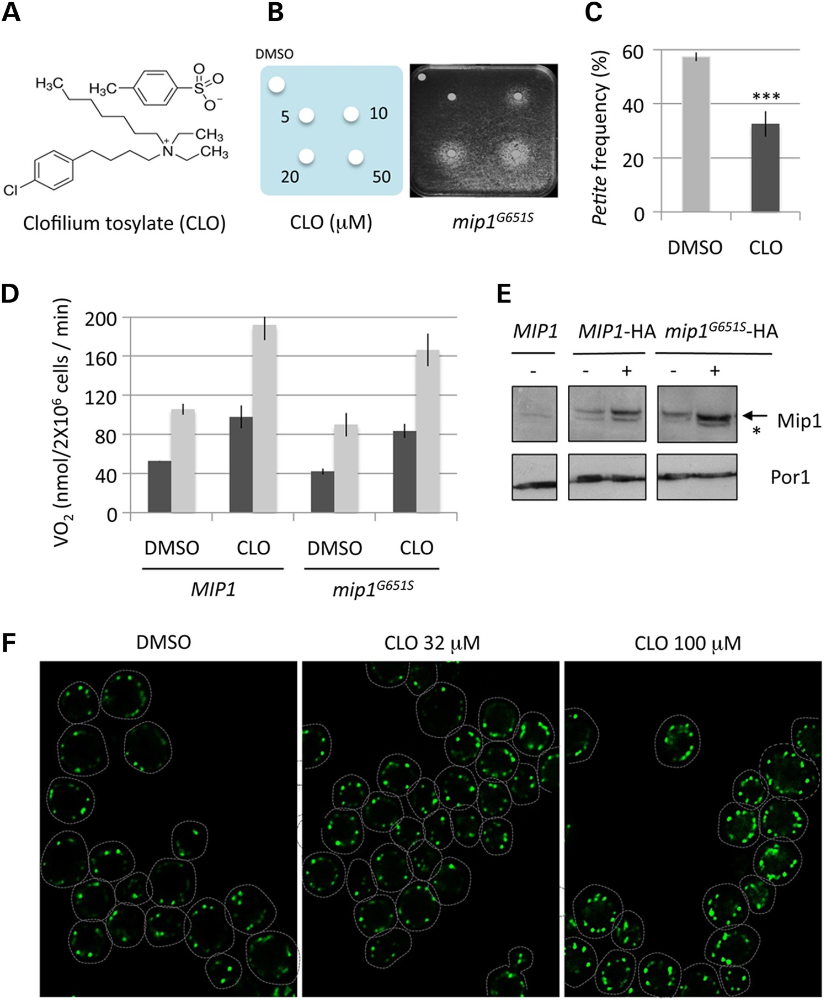 A
H₃C
H₃C
S
O
O
O⁻
N⁺
CH₃
CH₃
Cl
Clofilium tosylate (CLO)
B
DMSO
5
10
20
50
CLO (µM)
mip1ᴳ⁶⁵¹ˢ
C
Petite frequency (%)
60
40
20
0
***
DMSO
CLO
D
VO₂ (nmol/2X10⁶ cells / min)
200
160
120
80
40
0
DMSO CLO DMSO CLO
MIP1 mip1ᴳ⁶⁵¹ˢ
E
MIP1 MIP1-HA mip1ᴳ⁶⁵¹ˢ-HA
- - + - +
Mip1
*
Por1
F
DMSO CLO 32 µM CLO 100 µM